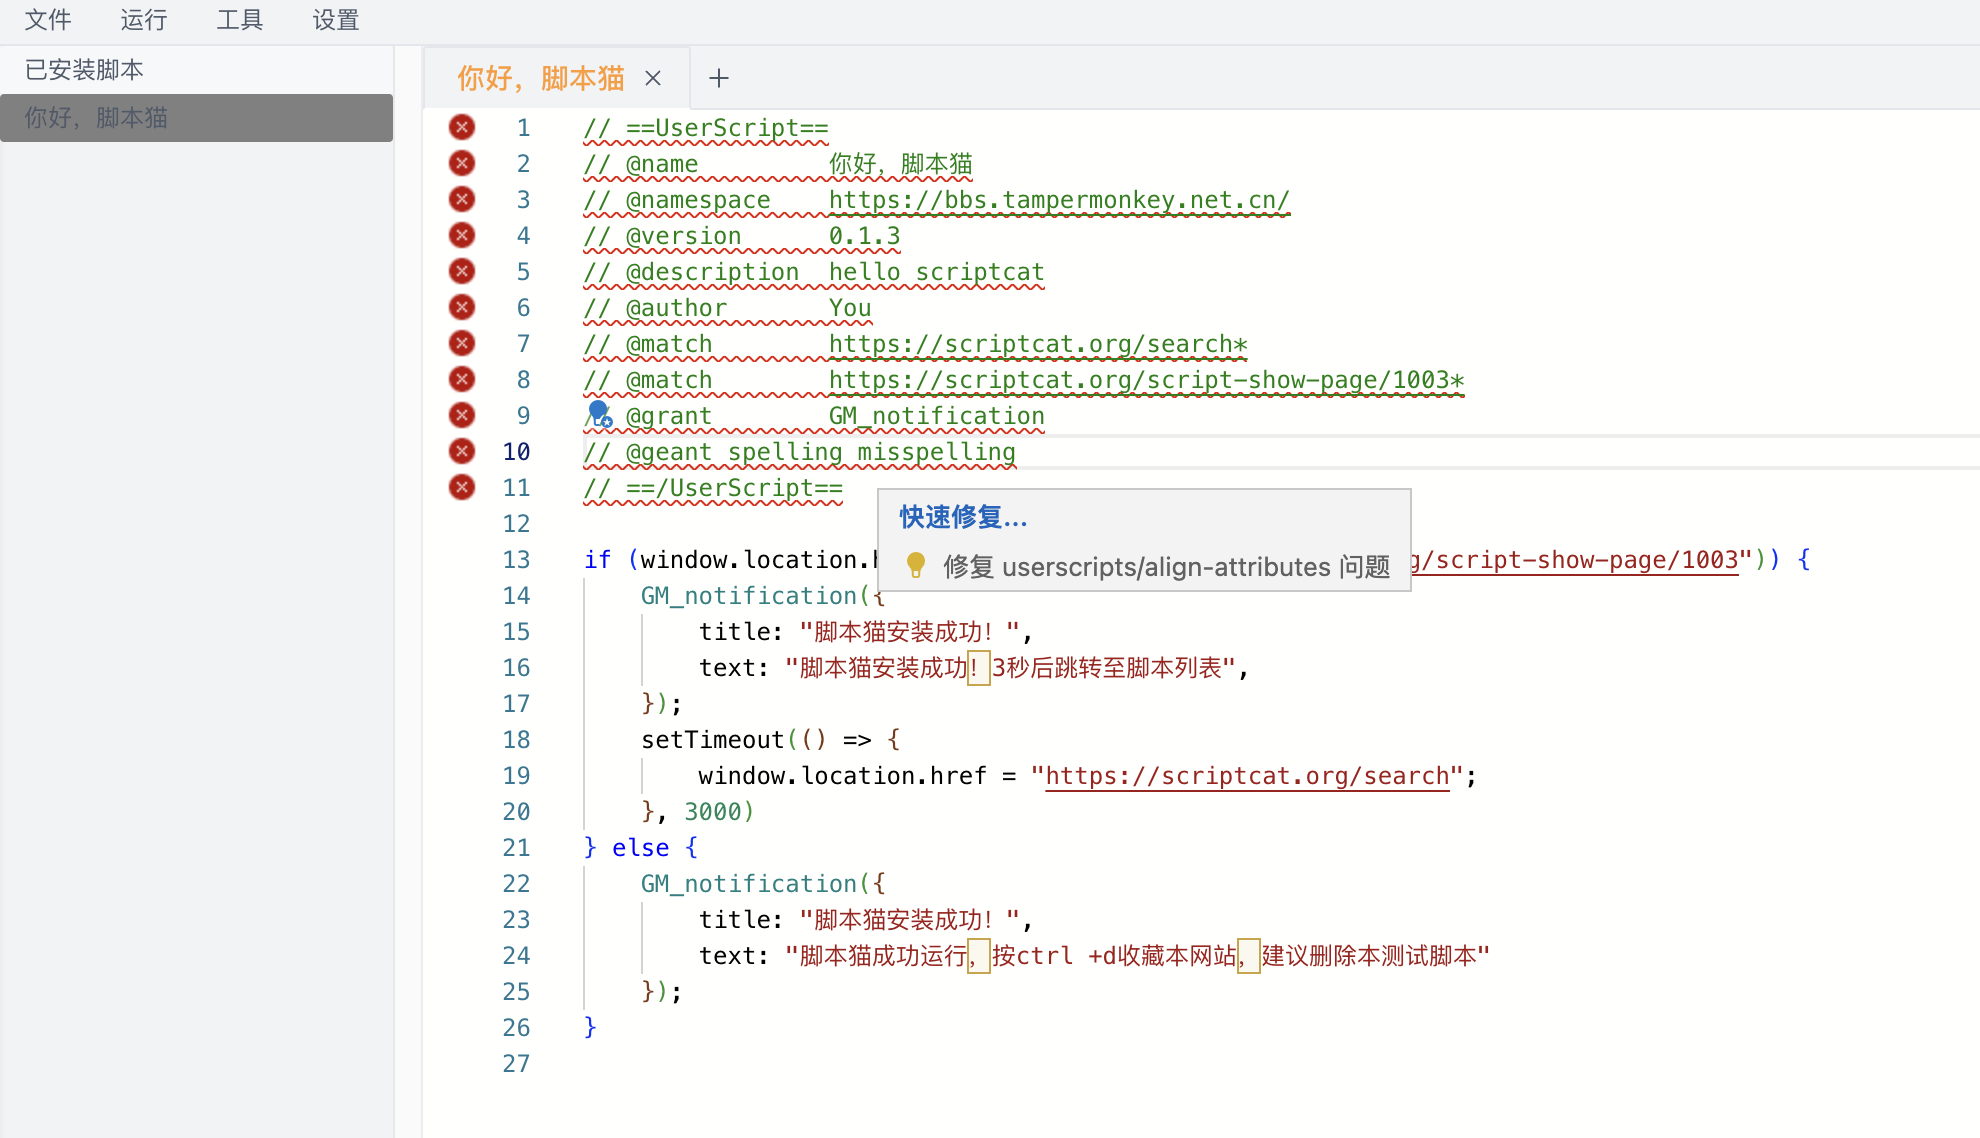 文件 运行 工具 设置
已安装脚本
你好，脚本猫
你好，脚本猫 × +
1 // ==UserScript==
2 // @name         你好，脚本猫
3 // @namespace    https://bbs.tampermonkey.net.cn/
4 // @version      0.1.3
5 // @description  hello scriptcat
6 // @author       You
7 // @match        https://scriptcat.org/search*
8 // @match        https://scriptcat.org/script-show-page/1003*
9 // @grant        GM_notification
10 // @geant spelling misspelling
11 // ==/UserScript==
快速修复...
修复 userscripts/align-attributes 问题
12
13 if (window.location. g/script-show-page/1003")) {
14     GM_notification({
15         title: "脚本猫安装成功！",
16         text: "脚本猫安装成功！3秒后跳转至脚本列表",
17     });
18     setTimeout(() => {
19         window.location.href = "https://scriptcat.org/search";
20     }, 3000)
21 } else {
22     GM_notification({
23         title: "脚本猫安装成功！",
24         text: "脚本猫成功运行，按ctrl +d收藏本网站，建议删除本测试脚本"
25     });
26 }
27